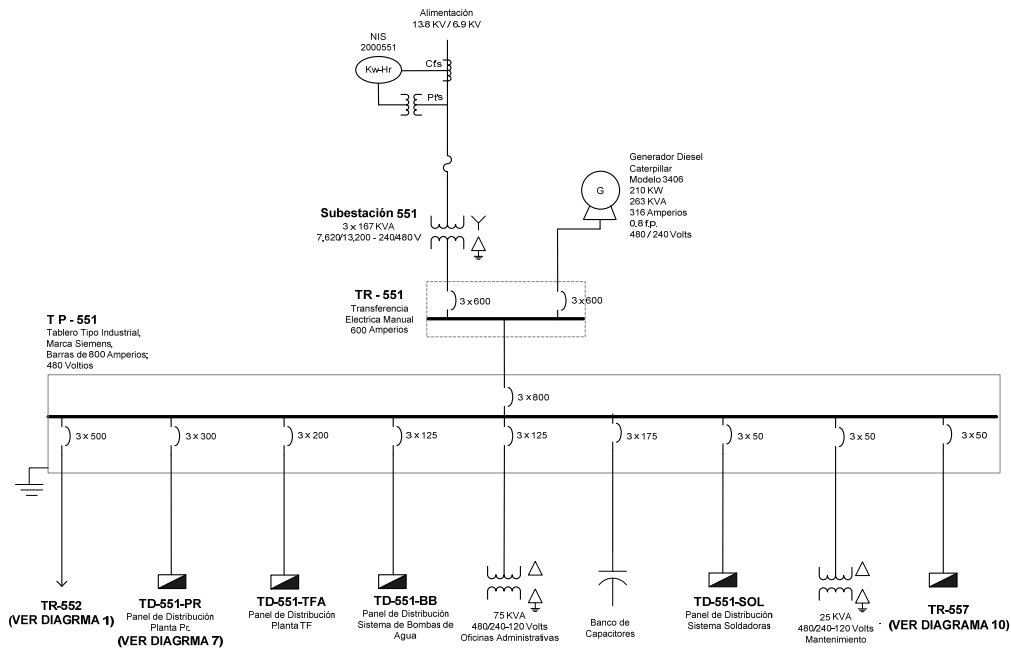 Alimentación
13.8 KV / 6.9 KV
NIS
2000551
Kw-Hr
Ct's
Pt's
Generador Diesel
Caterpillar
Modelo 3406
210 KW
263 KVA
316 Amperios
0.8 f.p.
480 / 240 Volts
G
Subestación 551
3 x 167 KVA
7,620/13,200 - 240/480 V
TR - 551
Transferencia
Electrica Manual
600 Amperios
3 x 600
3 x 600
T P - 551
Tablero Tipo Industrial,
Marca Siemens,
Barras de 800 Amperios;
480 Voltios
3 x 800
3 x 500
3 x 300
3 x 200
3 x 125
3 x 125
3 x 175
3 x 50
3 x 50
3 x 50
TR-552
(VER DIAGRMA 1)
TD-551-PR
Panel de Distribución
Planta Pr.
(VER DIAGRMA 7)
TD-551-TFA
Panel de Distribución
Planta TF
TD-551-BB
Panel de Distribución
Sistema de Bombas de
Agua
75 KVA
480/240-120 Volts
Oficinas Administrativas
Banco de
Capacitores
TD-551-SOL
Panel de Distribución
Sistema Soldadoras
25 KVA
480/240-120 Volts
Mantenimiento
TR-557
(VER DIAGRAMA 10)